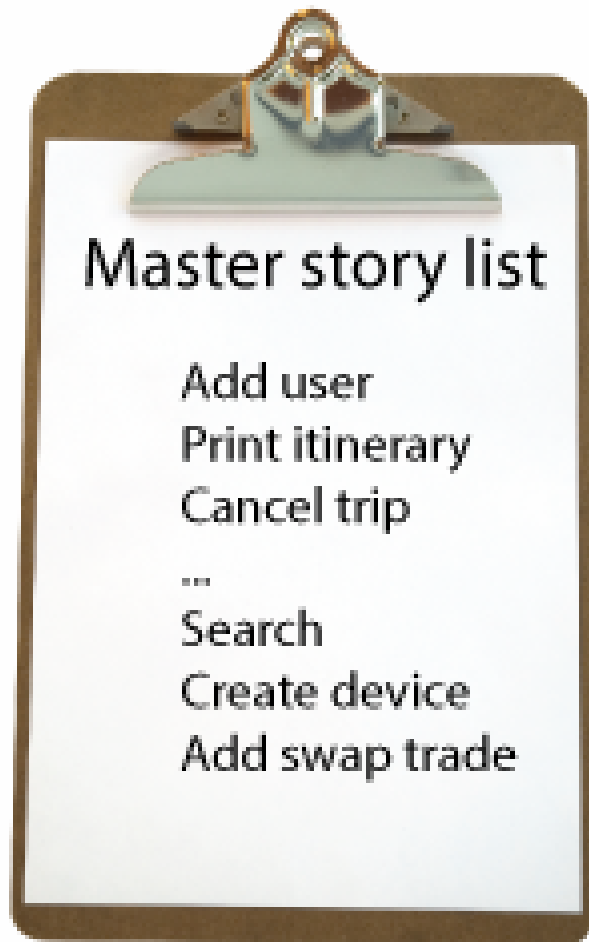 Master story list
Add user
Print itinerary
Cancel trip
...
Search
Create device
Add swap trade